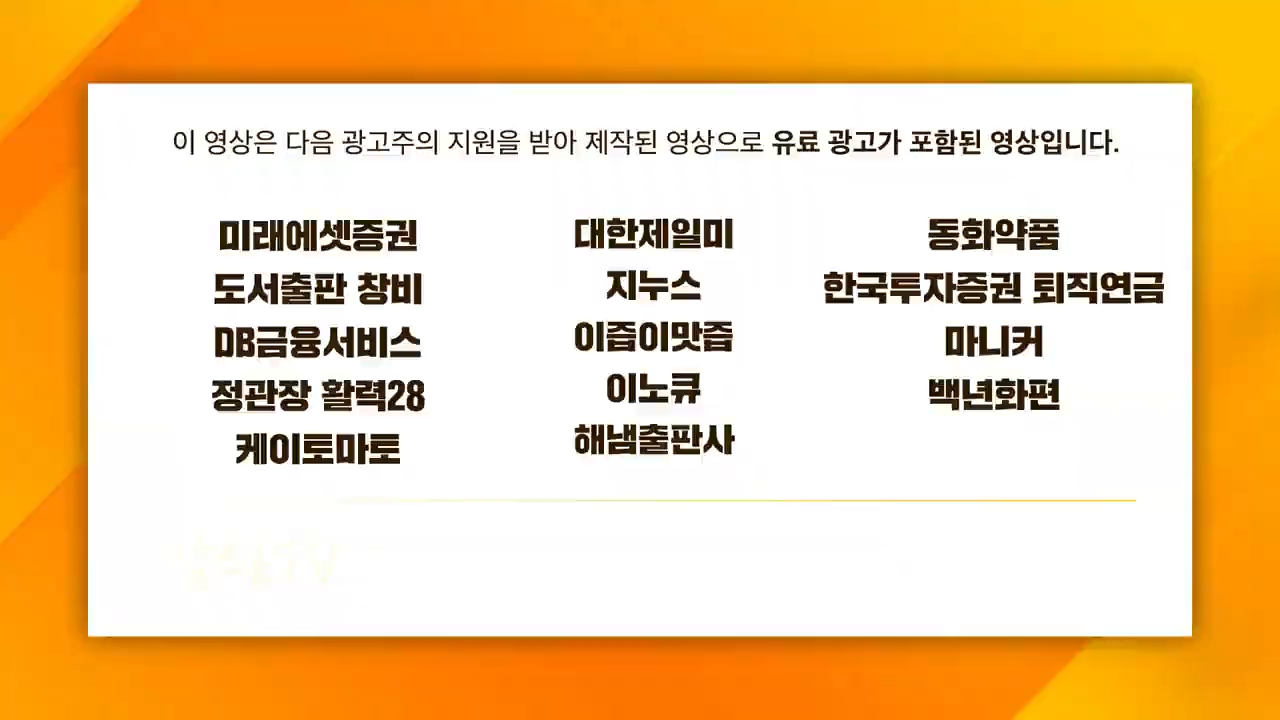 이 영상은 다음 광고주의 지원을 받아 제작된 영상으로 유료 광고가 포함된 영상입니다.
미래에셋증권
도서출판 창비
DB금융서비스
정관장 활력28
케이토마토
대한제일미
지누스
이즙이맛즙
이노큐
해냄출판사
동화약품
한국투자증권 퇴직연금
마니커
백년화편